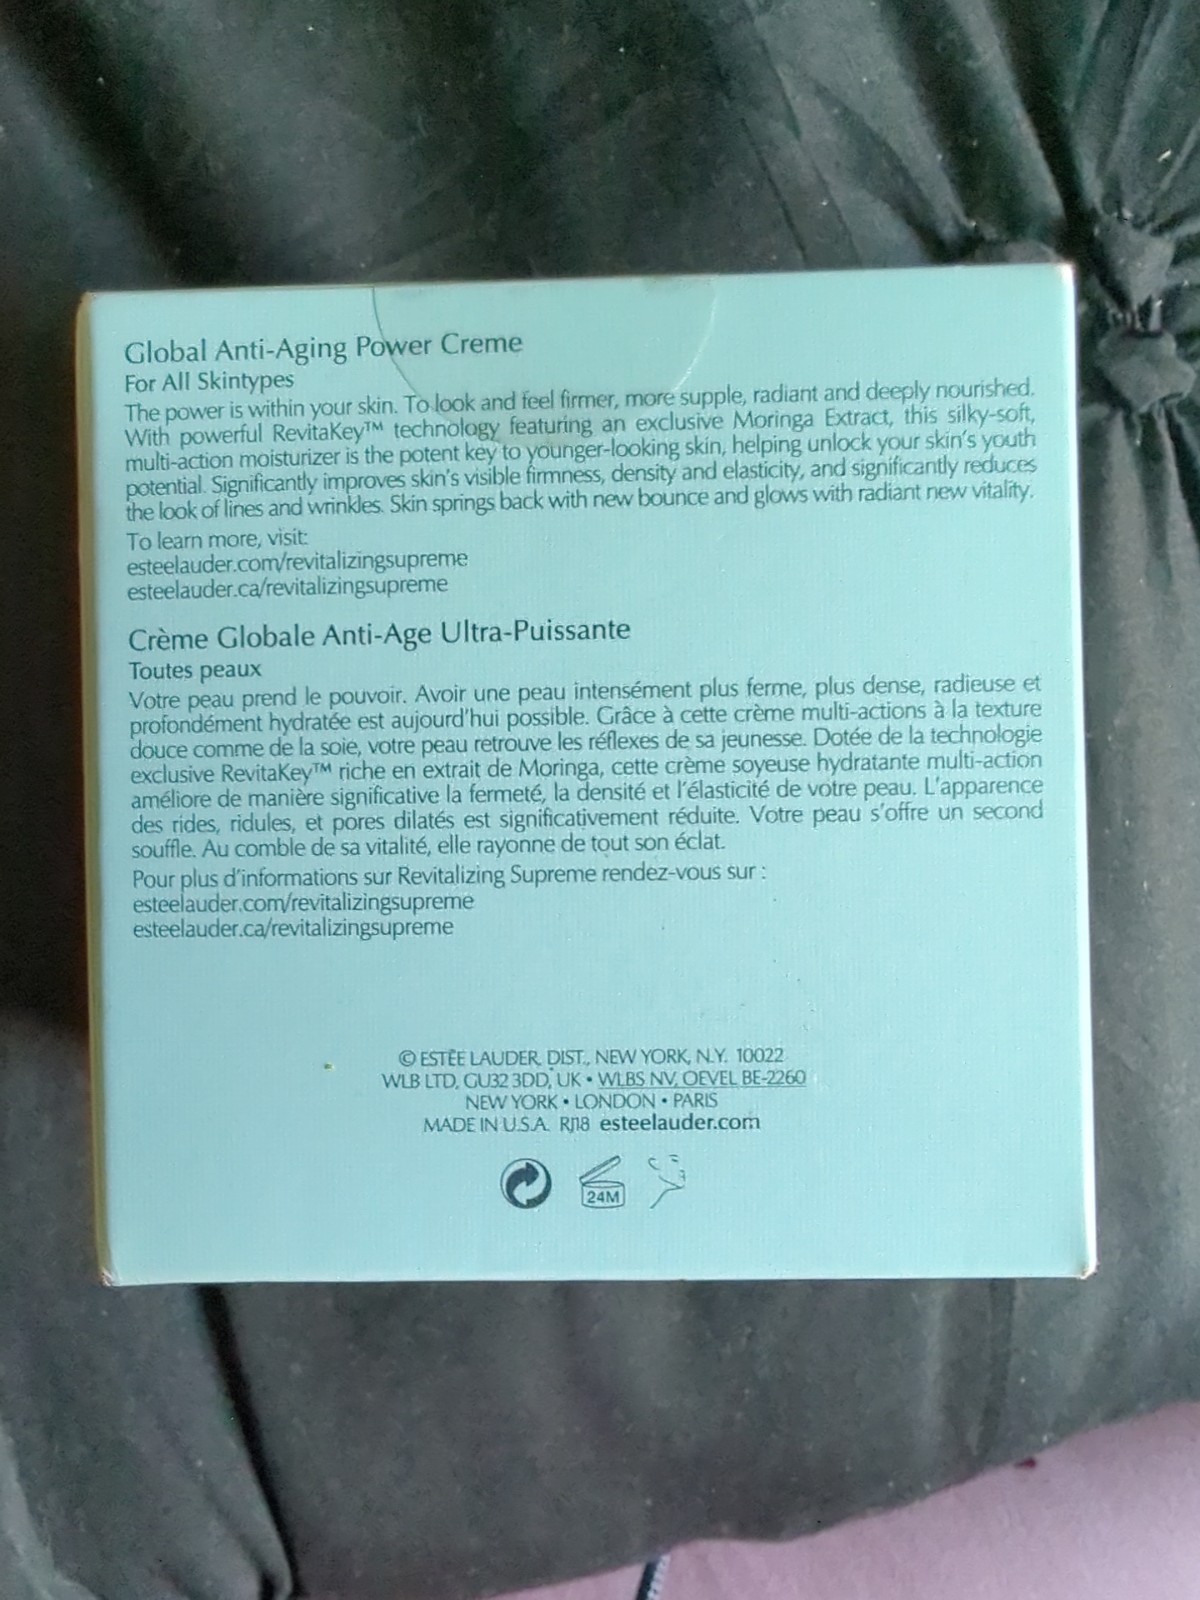 Global Anti-Aging Power Creme
For All Skintypes
The power is within your skin. To look and feel firmer, more supple, radiant and deeply nourished.
With powerful RevitaKey™ technology featuring an exclusive Moringa Extract, this silky-soft,
multi-action moisturizer is the potent key to younger-looking skin, helping unlock your skin's youth
potential. Significantly improves skin's visible firmness, density and elasticity, and significantly reduces
the look of lines and wrinkles. Skin springs back with new bounce and glows with radiant new vitality.
To learn more, visit:
esteelauder.com/revitalizingsupreme
esteelauder.ca/revitalizingsupreme
Crème Globale Anti-Age Ultra-Puissante
Toutes peaux
Votre peau prend le pouvoir. Avoir une peau intensément plus ferme, plus dense, radieuse et
profondément hydratée est aujourd'hui possible. Grâce à cette crème multi-actions à la texture
douce comme de la soie, votre peau retrouve les réflexes de sa jeunesse. Dotée de la technologie
exclusive RevitaKey™ riche en extrait de Moringa, cette crème soyeuse hydratante multi-action
améliore de manière significative la fermeté, la densité et l'élasticité de votre peau. L'apparence
des rides, ridules, et pores dilatés est significativement réduite. Votre peau s'offre un second
souffle. Au comble de sa vitalité, elle rayonne de tout son éclat.
Pour plus d'informations sur Revitalizing Supreme rendez-vous sur :
esteelauder.com/revitalizingsupreme
esteelauder.ca/revitalizingsupreme
© ESTĒE LAUDER, DIST., NEW YORK, N.Y. 10022
WLB LTD, GU32 3DD, UK • WLBS NV, OEVEL BE-2260
NEW YORK • LONDON • PARIS
MADE IN U.S.A. RJ18 esteelauder.com
24M